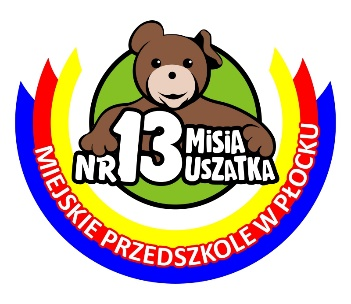 NR 13 MiSiA
USZATKA
MIEJSKIE PRZEDSZKOLE W PŁOCKU